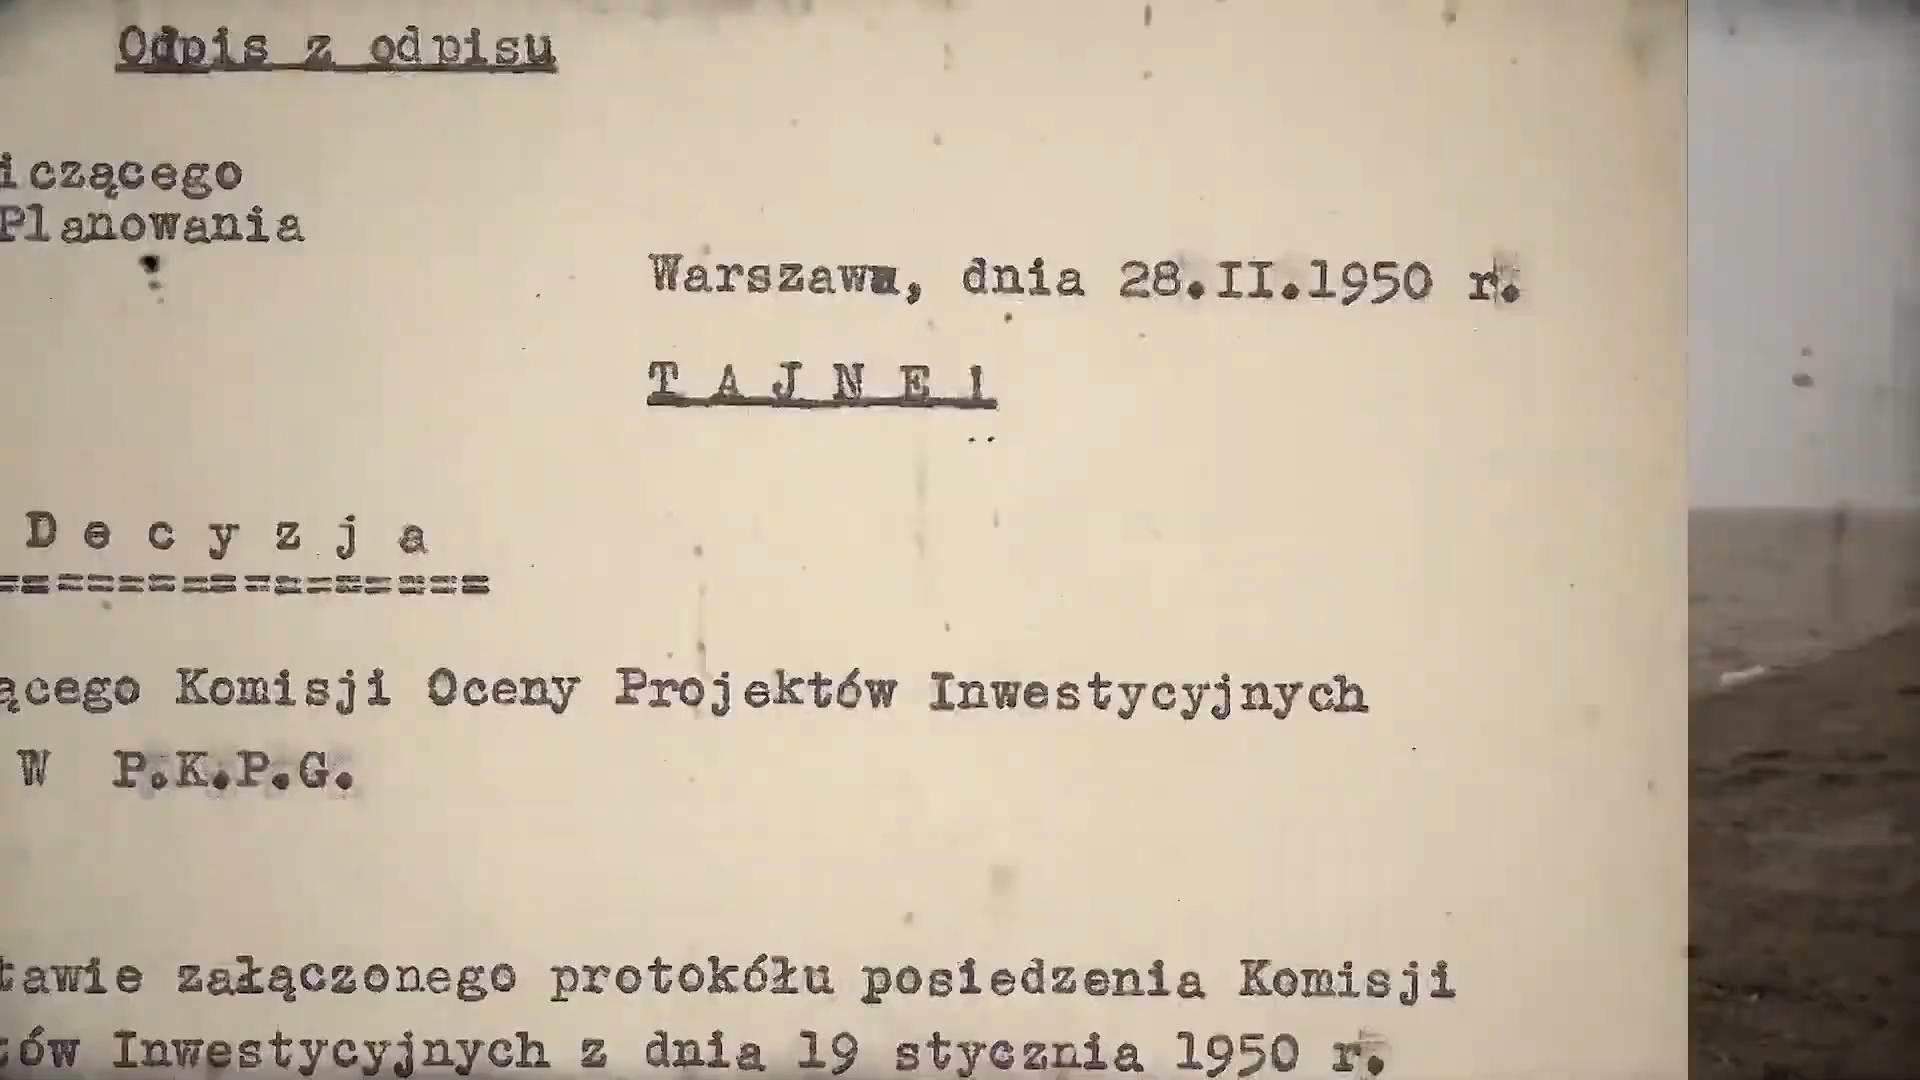 Odpis z odpisu
iczącego
Planowania
Warszawa, dnia 28.II.1950 r.
T A J N E !
D e c y z j a
ącego Komisji Oceny Projektów Inwestycyjnych
W P.K.P.G.
tawie załączonego protokółu posiedzenia Komisji
ów Inwestycyjnych z dnia 19 stycznia 1950 r.